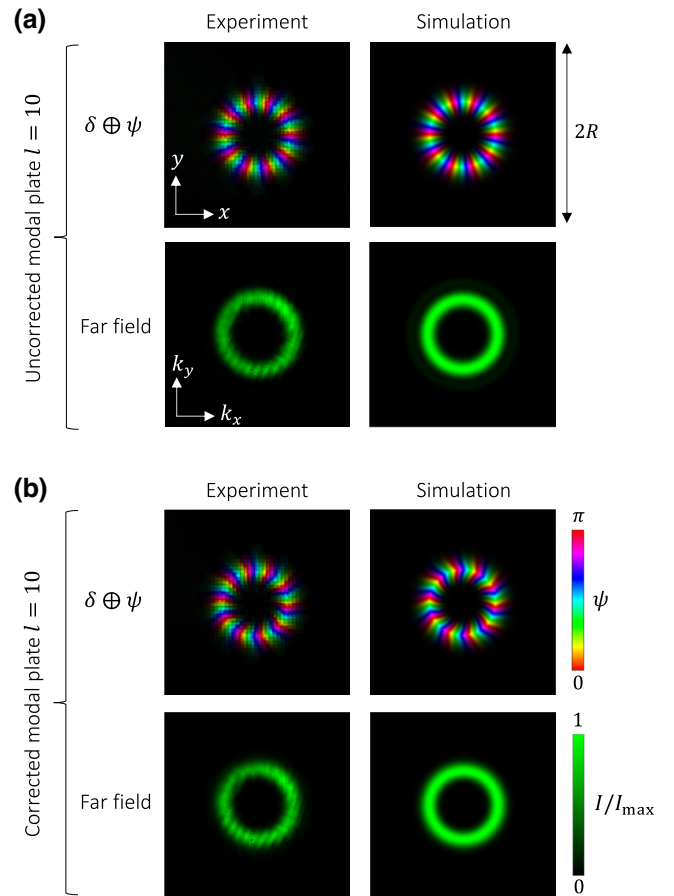 (a)
Experiment
Simulation
Uncorrected modal plate l = 10
δ ⊕ ψ
y
x
2R
Far field
k_y
k_x
(b)
Experiment
Simulation
Corrected modal plate l = 10
δ ⊕ ψ
π
ψ
0
Far field
1
I/I_max
0